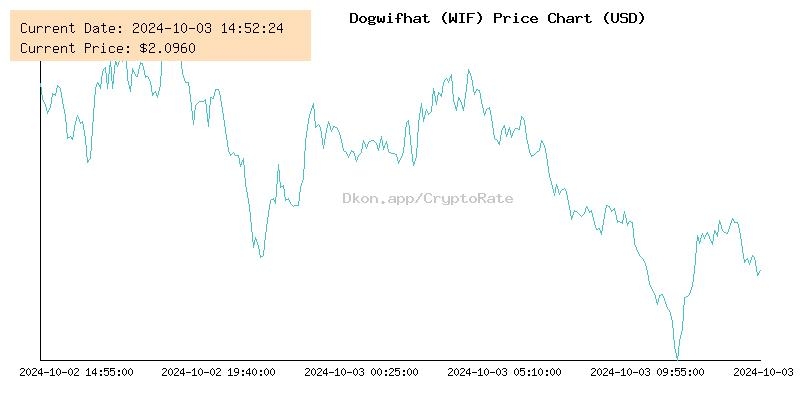 Dogwifhat (WIF) Price Chart (USD)
Current Date: 2024-10-03 14:52:24
Current Price: $2.0960
Dkon.app/CryptoRate
2024-10-02 14:55:00 2024-10-02 19:40:00 2024-10-03 00:25:00 2024-10-03 05:10:00 2024-10-03 09:55:00 2024-10-03